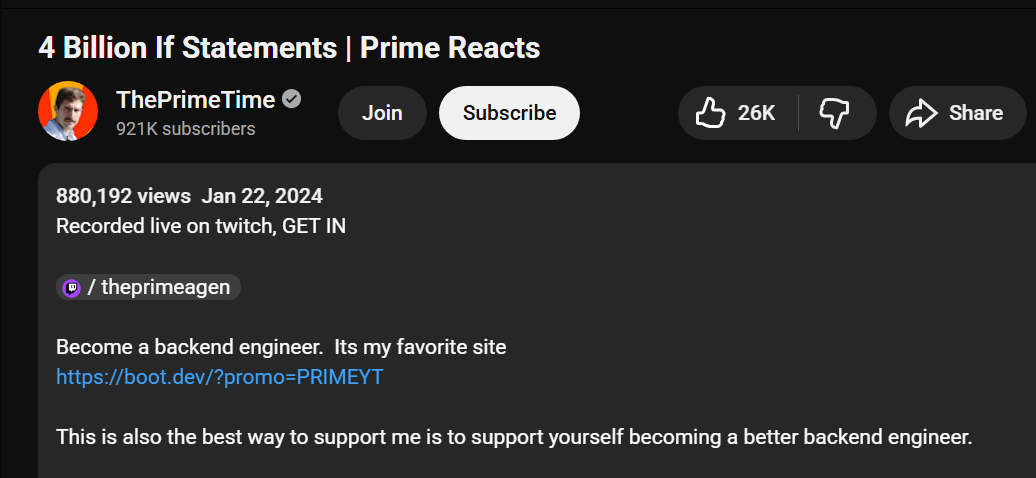 4 Billion If Statements | Prime Reacts
ThePrimeTime
921K subscribers
Join
Subscribe
26K
Share
880,192 views  Jan 22, 2024
Recorded live on twitch, GET IN
/ theprimeagen
Become a backend engineer.  Its my favorite site
https://boot.dev/?promo=PRIMEYT
This is also the best way to support me is to support yourself becoming a better backend engineer.